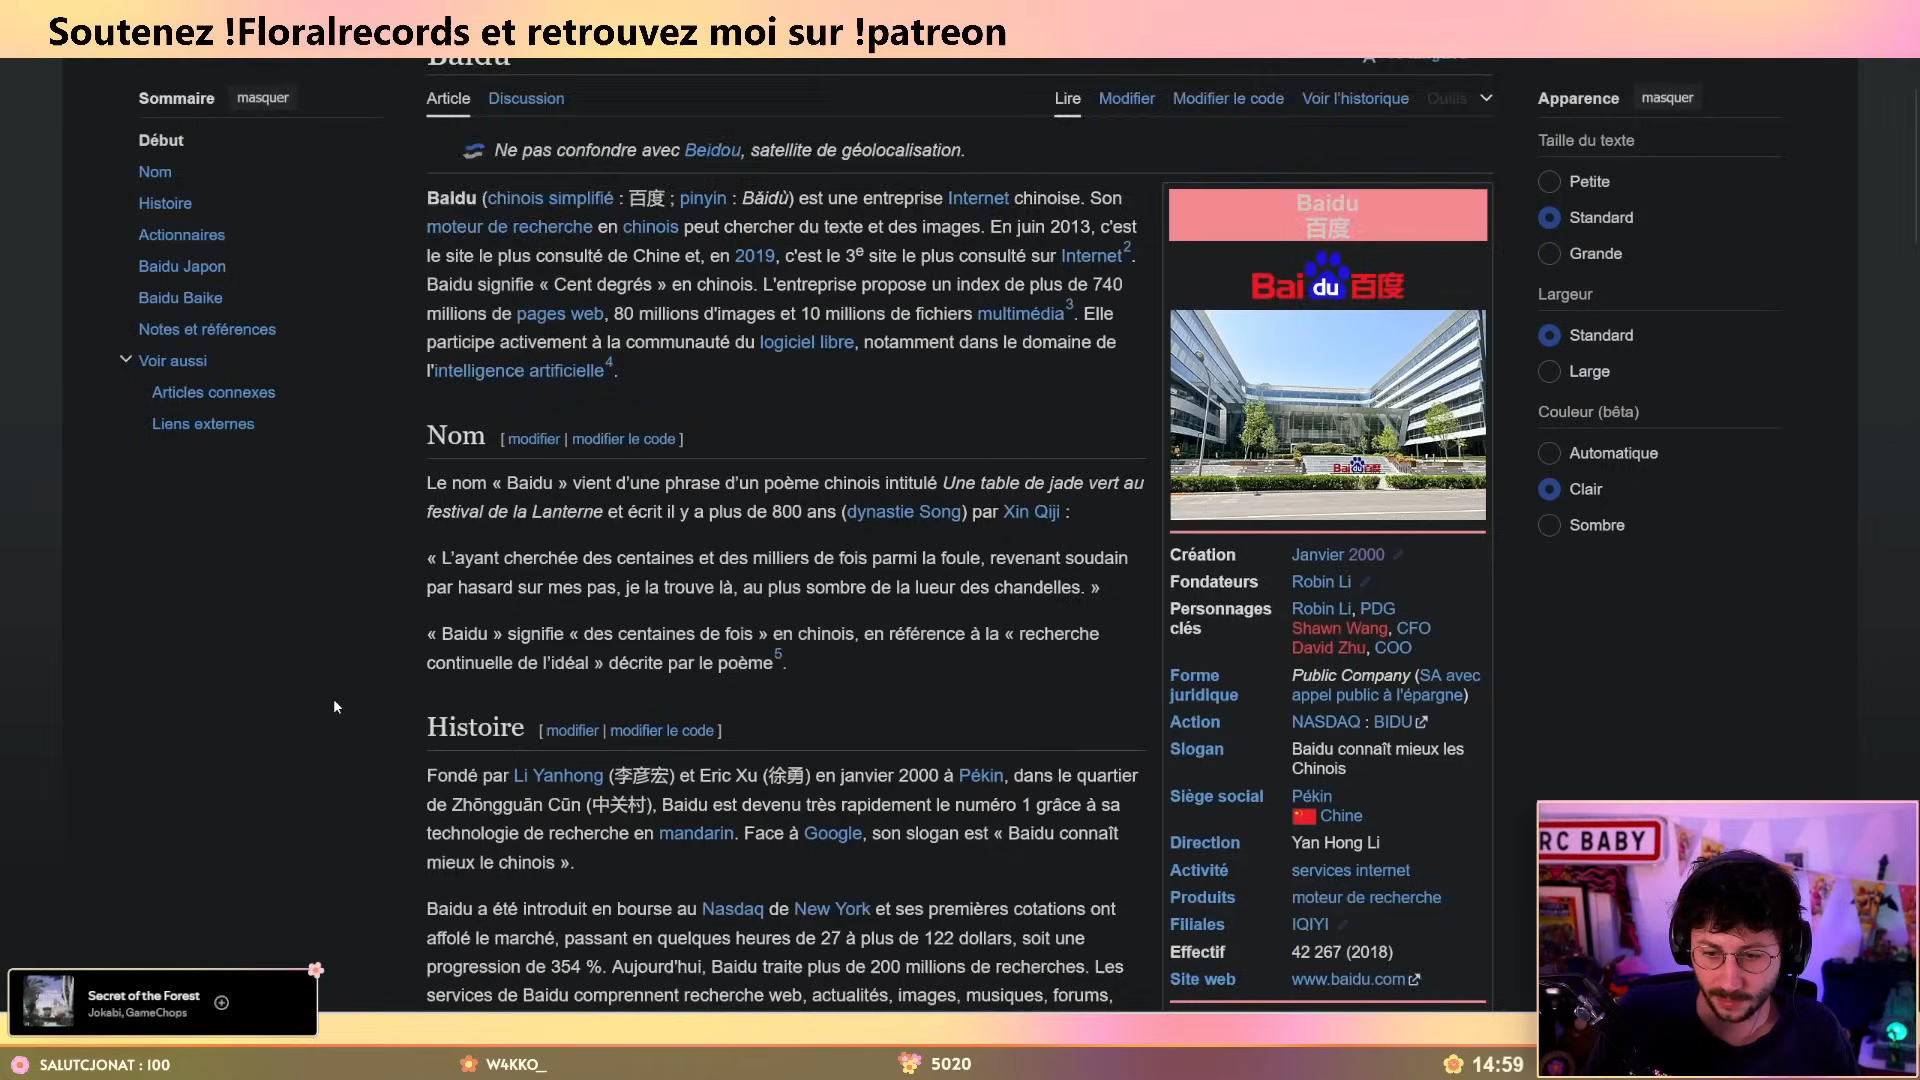 Soutenez !Floralrecords et retrouvez moi sur !patreon
Baidu
Sommaire masquer
Début
Nom
Histoire
Actionnaires
Baidu Japon
Baidu Baike
Notes et références
Voir aussi
Articles connexes
Liens externes
Article Discussion
Lire Modifier Modifier le code Voir l'historique Outils
Ne pas confondre avec Beidou, satellite de géolocalisation.
Baidu (chinois simplifié : 百度 ; pinyin : Bǎidù) est une entreprise Internet chinoise. Son
moteur de recherche en chinois peut chercher du texte et des images. En juin 2013, c'est
le site le plus consulté de Chine et, en 2019, c'est le 3e site le plus consulté sur Internet2.
Baidu signifie « Cent degrés » en chinois. L'entreprise propose un index de plus de 740
millions de pages web, 80 millions d'images et 10 millions de fichiers multimédia3. Elle
participe activement à la communauté du logiciel libre, notamment dans le domaine de
l'intelligence artificielle4.
Nom [ modifier | modifier le code ]
Le nom « Baidu » vient d’une phrase d’un poème chinois intitulé Une table de jade vert au
festival de la Lanterne et écrit il y a plus de 800 ans (dynastie Song) par Xin Qiji :
« L’ayant cherchée des centaines et des milliers de fois parmi la foule, revenant soudain
par hasard sur mes pas, je la trouve là, au plus sombre de la lueur des chandelles. »
« Baidu » signifie « des centaines de fois » en chinois, en référence à la « recherche
continuelle de l’idéal » décrite par le poème5.
Histoire [ modifier | modifier le code ]
Fondé par Li Yanhong (李彦宏) et Eric Xu (徐勇) en janvier 2000 à Pékin, dans le quartier
de Zhōngguān Cūn (中关村), Baidu est devenu très rapidement le numéro 1 grâce à sa
technologie de recherche en mandarin. Face à Google, son slogan est « Baidu connaît
mieux le chinois ».
Baidu a été introduit en bourse au Nasdaq de New York et ses premières cotations ont
affolé le marché, passant en quelques heures de 27 à plus de 122 dollars, soit une
progression de 354 %. Aujourd'hui, Baidu traite plus de 200 millions de recherches. Les
services de Baidu comprennent recherche web, actualités, images, musiques, forums,
Baidu
百度
Bai du 百度
Bai du 百度
Création Janvier 2000
Fondateurs Robin Li
Personnages clés Robin Li, PDG
Shawn Wang, CFO
David Zhu, COO
Forme juridique Public Company (SA avec
appel public à l'épargne)
Action NASDAQ : BIDU
Slogan Baidu connaît mieux les
Chinois
Siège social Pékin
Chine
Direction Yan Hong Li
Activité services internet
Produits moteur de recherche
Filiales IQIYI
Effectif 42 267 (2018)
Site web www.baidu.com
Apparence masquer
Taille du texte
Petite
Standard
Grande
Largeur
Standard
Large
Couleur (bêta)
Automatique
Clair
Sombre
RC BABY
Secret of the Forest
Jokabi, GameChops
SALUTCJONAT : 100
W4KKO_
5020
14:59